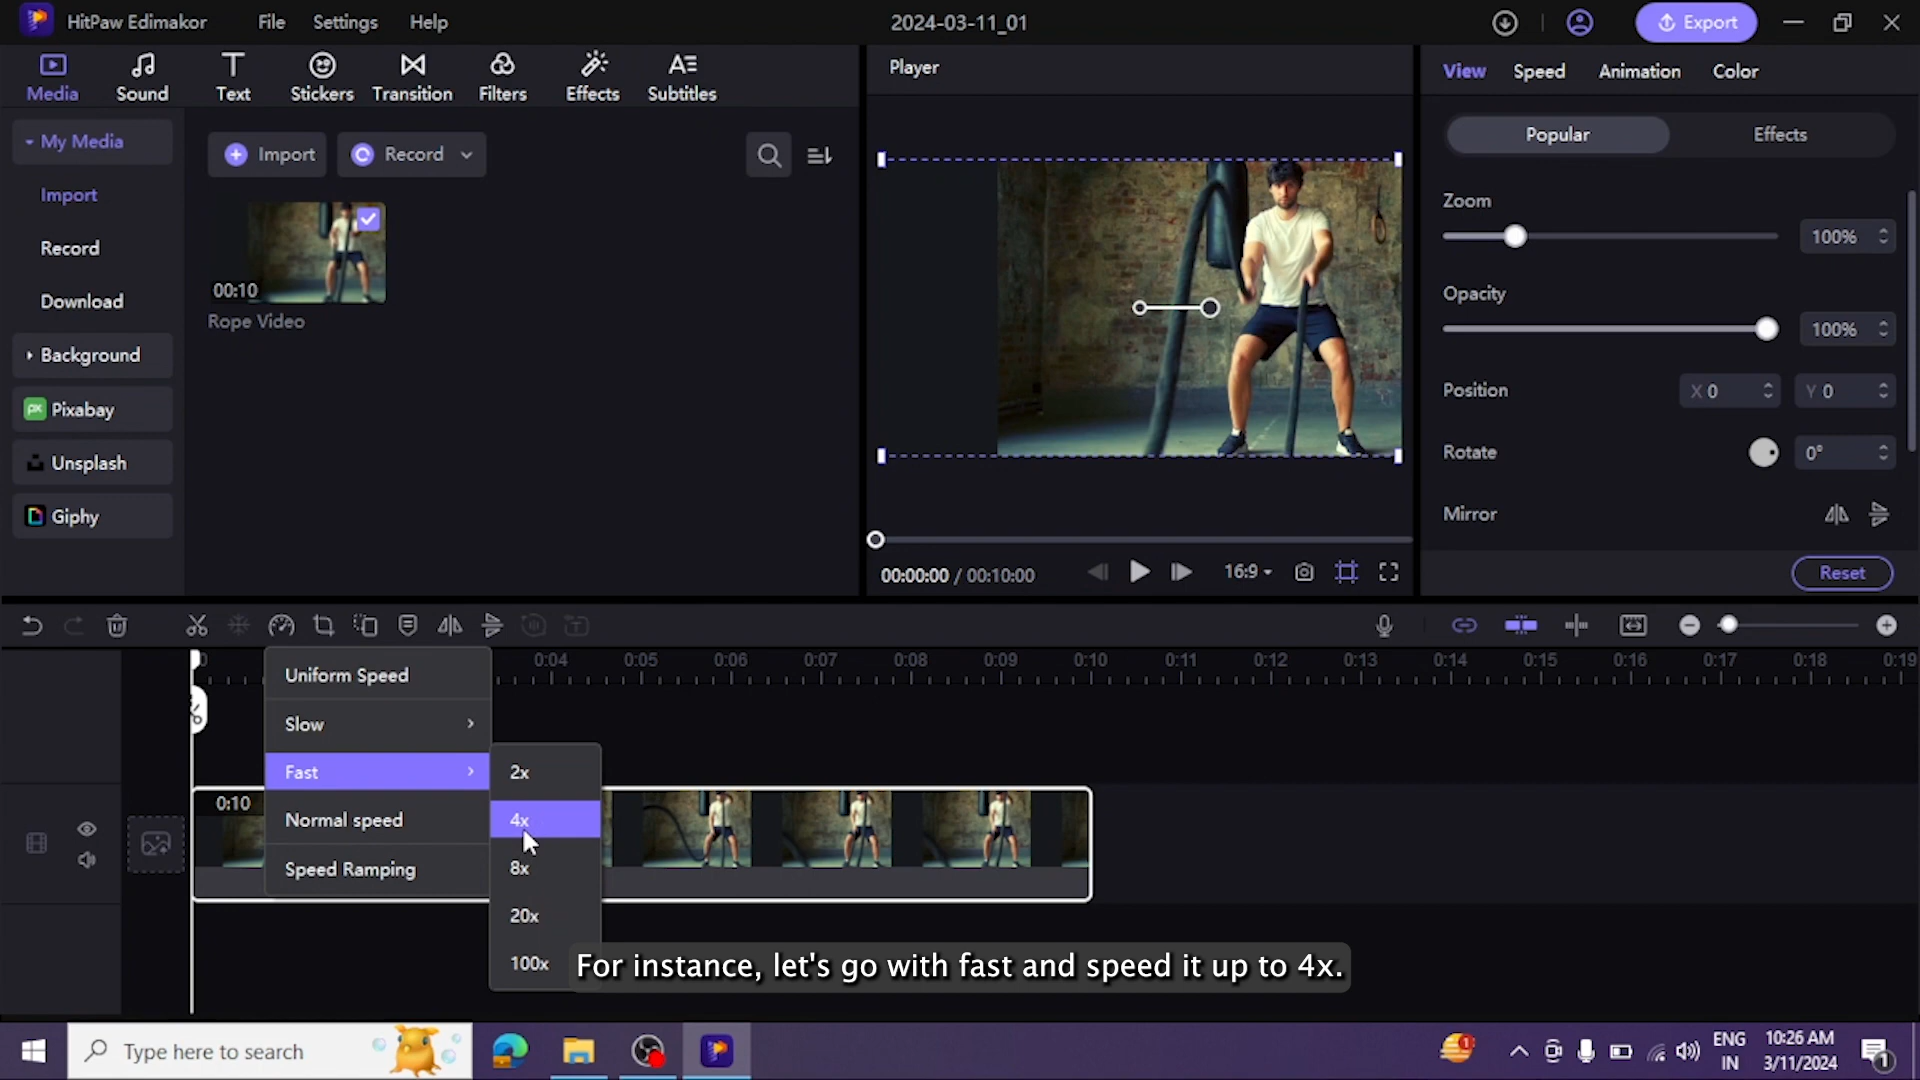 HitPaw Edimakor
File
Settings
Help
2024-03-11_01
Export
Media
Sound
Text
Stickers
Transition
Filters
Effects
Subtitles
Player
View
Speed
Animation
Color
My Media
Import
Record
Popular
Effects
Import
Record
Download
Background
Pixabay
Unsplash
Giphy
00:10
Rope Video
Zoom
100%
Opacity
100%
Position
X 0
Y 0
Rotate
0°
Mirror
00:00:00 / 00:10:00
16:9
Reset
0:04
0:05
0:06
0:07
0:08
0:09
0:10
0:11
0:12
0:13
0:14
0:15
0:16
0:17
0:18
0:19
Uniform Speed
Slow
Fast
Normal speed
Speed Ramping
2x
4x
8x
20x
100x
0:10
For instance, let's go with fast and speed it up to 4x.
Type here to search
ENG
IN
10:26 AM
3/11/2024
1
1